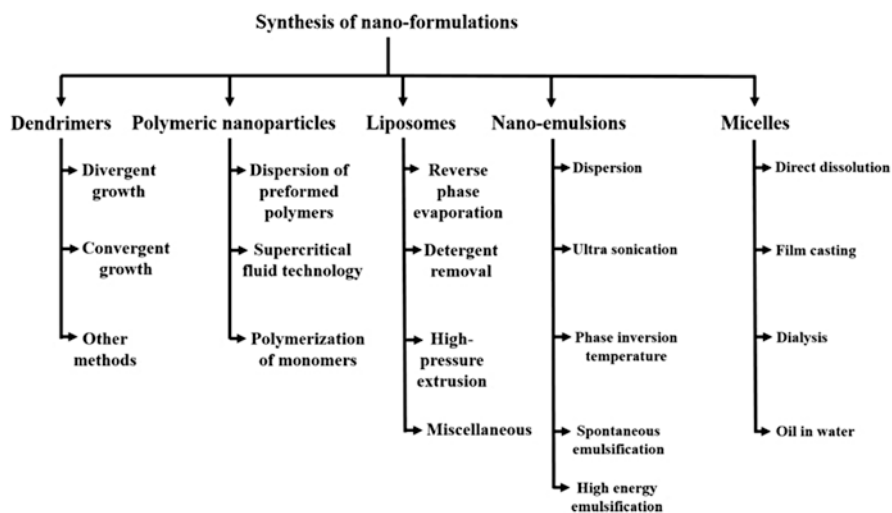 Synthesis of nano-formulations
Dendrimers
Polymeric nanoparticles
Liposomes
Nano-emulsions
Micelles
Divergent
growth
Convergent
growth
Other
methods
Dispersion of
preformed
polymers
Supercritical
fluid technology
Polymerization
of monomers
Reverse
phase
evaporation
Detergent
removal
High-
pressure
extrusion
Miscellaneous
Dispersion
Ultra sonication
Phase inversion
temperature
Spontaneous
emulsification
High energy
emulsification
Direct dissolution
Film casting
Dialysis
Oil in water